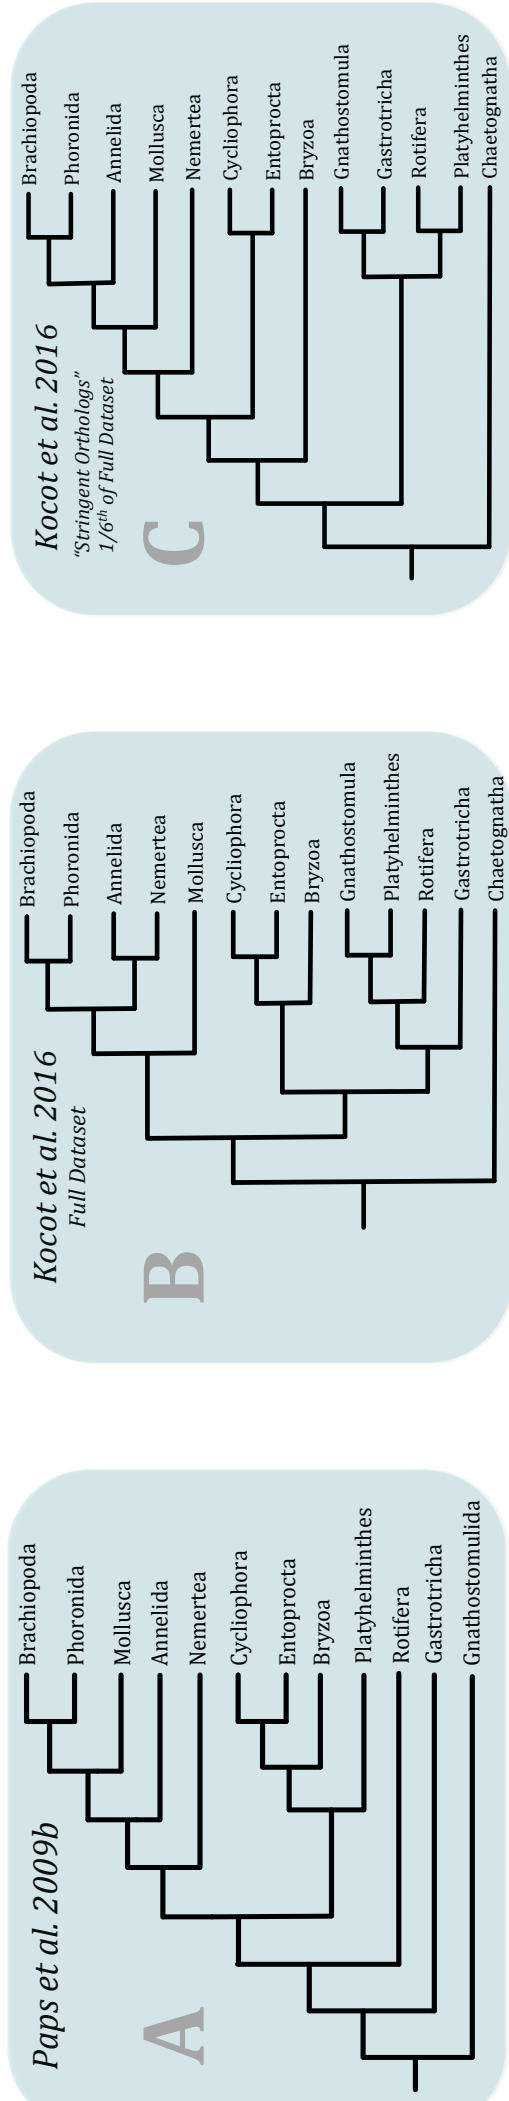 Paps et al. 2009b
A
Brachiopoda
Phoronida
Mollusca
Annelida
Nemertea
Cycliophora
Entoprocta
Bryzoa
Platyhelminthes
Rotifera
Gastrotricha
Gnathostomulida
Kocot et al. 2016
Full Dataset
B
Brachiopoda
Phoronida
Annelida
Nemertea
Mollusca
Cycliophora
Entoprocta
Bryzoa
Gnathostomula
Platyhelminthes
Rotifera
Gastrotricha
Chaetognatha
Kocot et al. 2016
“Stringent Orthologs”
1/6th of Full Dataset
C
Brachiopoda
Phoronida
Annelida
Mollusca
Nemertea
Cycliophora
Entoprocta
Bryzoa
Gnathostomula
Gastrotricha
Rotifera
Platyhelminthes
Chaetognatha